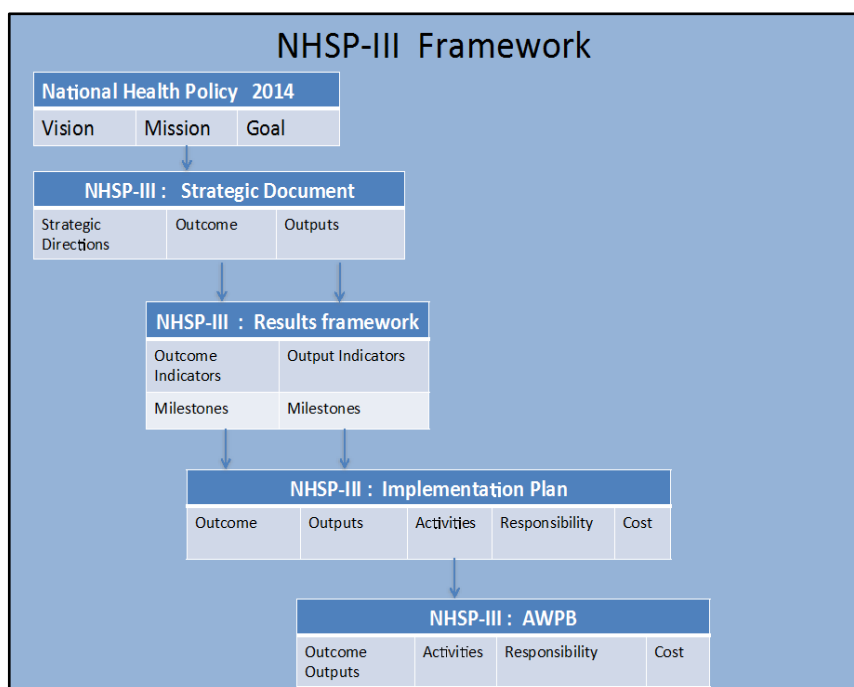 NHSP-III Framework
National Health Policy 2014
Vision Mission Goal
NHSP-III : Strategic Document
Strategic Directions Outcome Outputs
NHSP-III : Results framework
Outcome Indicators Output Indicators
Milestones Milestones
NHSP-III : Implementation Plan
Outcome Outputs Activities Responsibility Cost
NHSP-III : AWPB
Outcome Outputs Activities Responsibility Cost